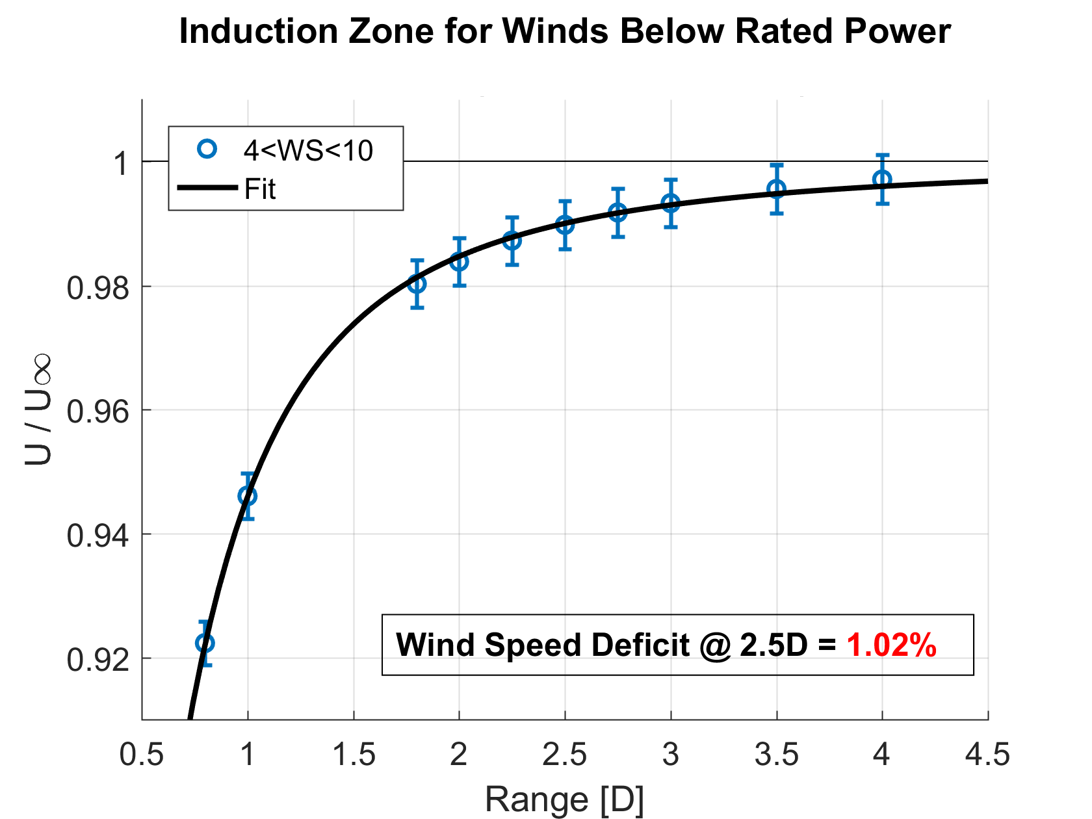 Induction Zone for Winds Below Rated Power
4<WS<10
Fit
1
0.98
0.96
0.94
0.92
U / U∞
Wind Speed Deficit @ 2.5D = 1.02%
0.5 1 1.5 2 2.5 3 3.5 4 4.5
Range [D]